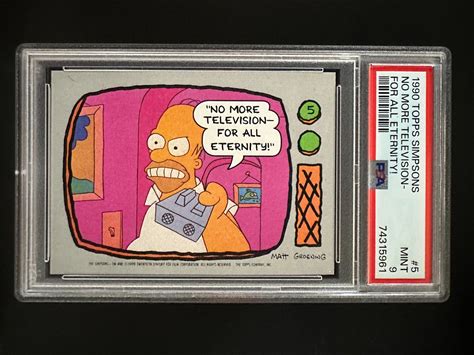 "NO MORE
TELEVISION—
FOR ALL
ETERNITY!"
5
MATT GROENING
1990 TOPPS SIMPSONS
NO MORE TELEVISION-
FOR ALL ETERNITY!
PSA
#5
MINT
9
74315961